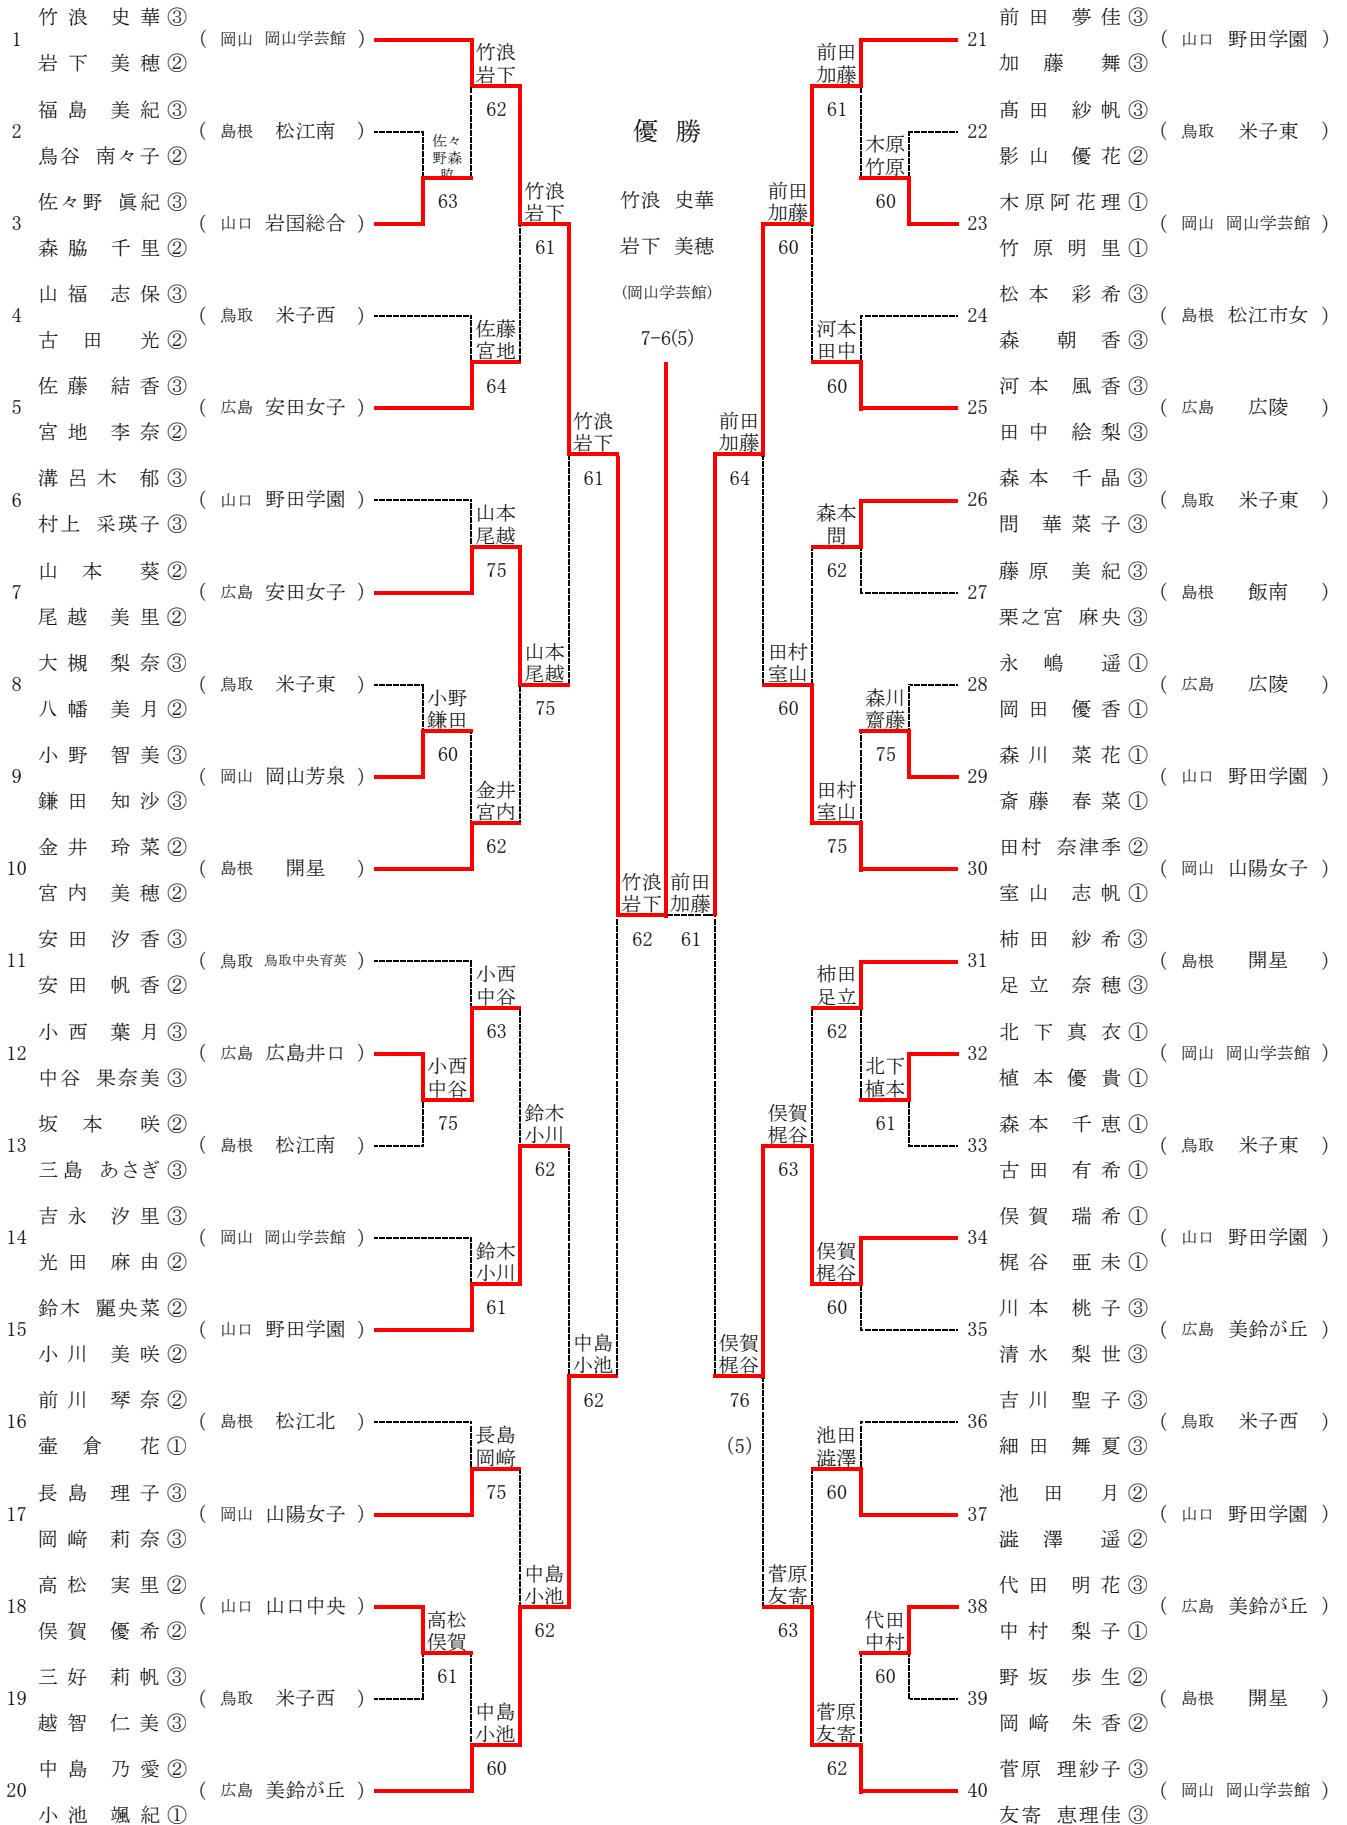 優 勝
竹浪 史華
岩下 美穂
(岡山学芸館)
7-6(5)
竹 浪 史 華 ③
1 ( 岡山 岡山学芸館 )
岩 下 美 穂 ②
福 島 美 紀 ③
2 ( 島根 松江南 )
鳥谷 南々子 ②
佐々野 眞紀 ③
3 ( 山口 岩国総合 )
森 脇 千 里 ②
山 福 志 保 ③
4 ( 鳥取 米子西 )
古 田 光 ②
佐 藤 結 香 ③
5 ( 広島 安田女子 )
宮 地 李 奈 ②
溝 呂 木 郁 ③
6 ( 山口 野田学園 )
村上 采瑛子 ③
山 本 葵 ②
7 ( 広島 安田女子 )
尾 越 美 里 ②
大 槻 梨 奈 ③
8 ( 鳥取 米子東 )
八 幡 美 月 ②
小 野 智 美 ③
9 ( 岡山 岡山芳泉 )
鎌 田 知 沙 ③
金 井 玲 菜 ②
10 ( 島根 開星 )
宮 内 美 穂 ②
安 田 汐 香 ③
11 ( 鳥取 鳥取中央育英 )
安 田 帆 香 ②
小 西 葉 月 ③
12 ( 広島 広島井口 )
中谷 果奈美 ③
坂 本 咲 ②
13 ( 島根 松江南 )
三島 あさぎ ③
吉 永 汐 里 ③
14 ( 岡山 岡山学芸館 )
光 田 麻 由 ②
鈴木 麗央菜 ②
15 ( 山口 野田学園 )
小 川 美 咲 ②
前 川 琴 奈 ②
16 ( 島根 松江北 )
壷 倉 花 ①
長 島 理 子 ③
17 ( 岡山 山陽女子 )
岡 﨑 莉 奈 ③
高 松 実 里 ②
18 ( 山口 山口中央 )
俣 賀 優 希 ②
三 好 莉 帆 ③
19 ( 鳥取 米子西 )
越 智 仁 美 ③
中 島 乃 愛 ②
20 ( 広島 美鈴が丘 )
小 池 颯 紀 ①
佐々
野森
脇
63
小野
鎌田
60
小西
中谷
75
高松
俣賀
61
竹浪
岩下
62
佐藤
宮地
64
山本
尾越
75
金井
宮内
62
小西
中谷
63
鈴木
小川
61
長島
岡﨑
75
中島
小池
60
竹浪
岩下
61
山本
尾越
75
鈴木
小川
62
中島
小池
62
竹浪
岩下
61
中島
小池
62
竹浪
岩下
62
前田
加藤
61
前田
加藤
64
俣賀
梶谷
76
(5)
前田
加藤
60
田村
室山
60
俣賀
梶谷
63
菅原
友寄
63
前田
加藤
61
河本
田中
60
森本
問
62
田村
室山
75
柿田
足立
62
俣賀
梶谷
60
池田
澁澤
60
菅原
友寄
62
木原
竹原
60
森川
齋藤
75
北下
植本
61
代田
中村
60
前 田 夢 佳 ③
21 ( 山口 野田学園 )
加 藤 舞 ③
髙 田 紗 帆 ③
22 ( 鳥取 米子東 )
影 山 優 花 ②
木 原 阿 花 理 ①
23 ( 岡山 岡山学芸館 )
竹 原 明 里 ①
松 本 彩 希 ③
24 ( 島根 松江市女 )
森 朝 香 ③
河 本 風 香 ③
25 ( 広島 広陵 )
田 中 絵 梨 ③
森 本 千 晶 ③
26 ( 鳥取 米子東 )
問 華 菜 子 ③
藤 原 美 紀 ③
27 ( 島根 飯南 )
栗之宮 麻央 ③
永 嶋 遥 ①
28 ( 広島 広陵 )
岡 田 優 香 ①
森 川 菜 花 ①
29 ( 山口 野田学園 )
斎 藤 春 菜 ①
田村 奈津季 ②
30 ( 岡山 山陽女子 )
室 山 志 帆 ①
柿 田 紗 希 ③
31 ( 島根 開星 )
足 立 奈 穂 ③
北 下 真 衣 ①
32 ( 岡山 岡山学芸館 )
植 本 優 貴 ①
森 本 千 恵 ①
33 ( 鳥取 米子東 )
古 田 有 希 ①
俣 賀 瑞 希 ①
34 ( 山口 野田学園 )
梶 谷 亜 未 ①
川 本 桃 子 ③
35 ( 広島 美鈴が丘 )
清 水 梨 世 ③
吉 川 聖 子 ③
36 ( 鳥取 米子西 )
細 田 舞 夏 ③
池 田 月 ②
37 ( 山口 野田学園 )
澁 澤 遥 ②
代 田 明 花 ③
38 ( 広島 美鈴が丘 )
中 村 梨 子 ①
野 坂 歩 生 ②
39 ( 島根 開星 )
岡 﨑 朱 香 ②
菅原 理紗子 ③
40 ( 岡山 岡山学芸館 )
友寄 恵理佳 ③